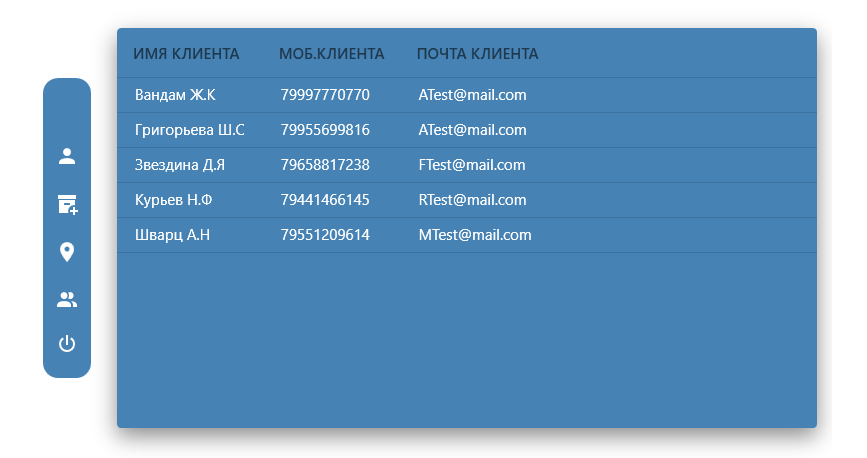 ИМЯ КЛИЕНТА МОБ.КЛИЕНТА ПОЧТА КЛИЕНТА
Вандам Ж.К 79997770770 ATest@mail.com
Григорьева Ш.С 79955699816 ATest@mail.com
Звездина Д.Я 79658817238 FTest@mail.com
Курьев Н.Ф 79441466145 RTest@mail.com
Шварц А.Н 79551209614 MTest@mail.com